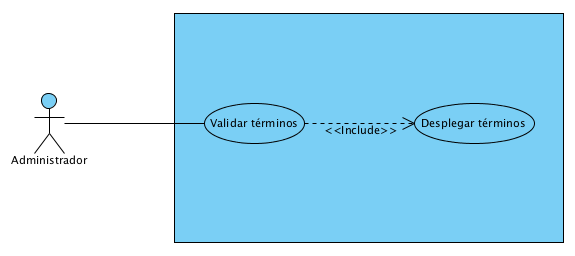 Validar términos
<<Include>>
Desplegar términos
Administrador